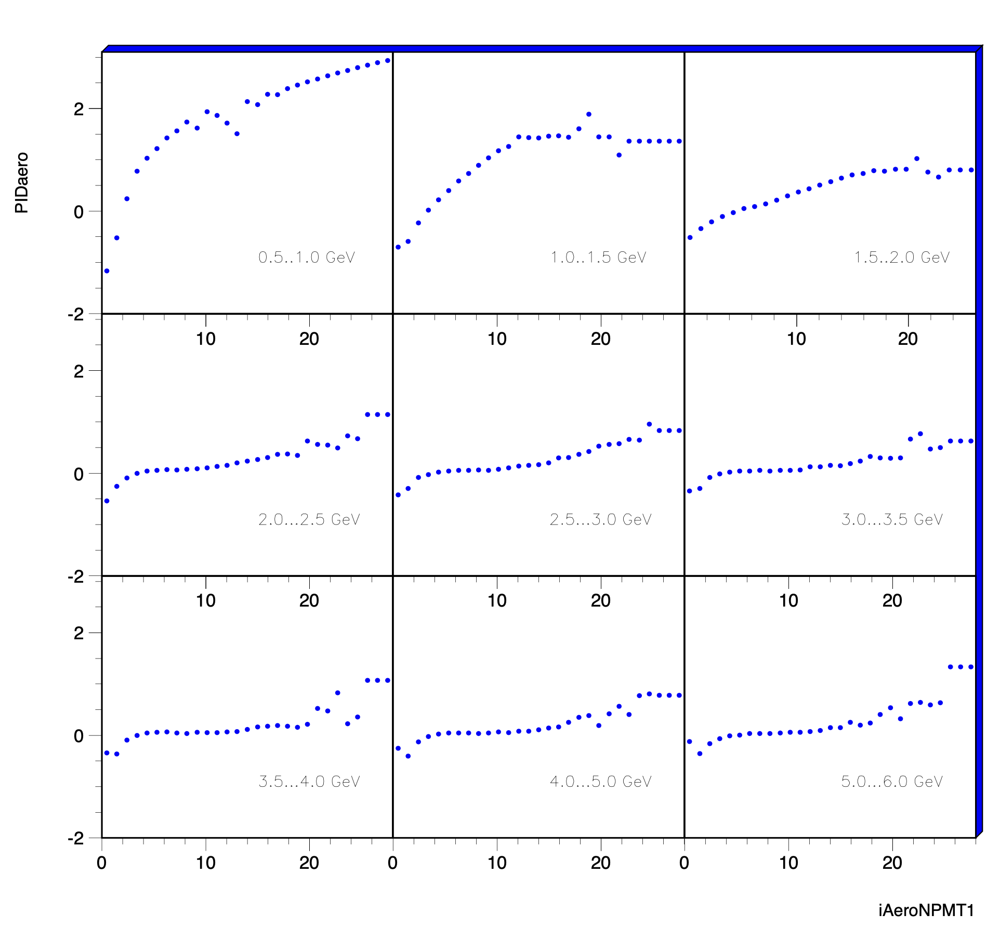 PIDaero
2
0
-2
0.5..1.0 GeV
1.0..1.5 GeV
1.5..2.0 GeV
10 20 10 20 10 20
2
0
-2
2.0...2.5 GeV
2.5...3.0 GeV
3.0...3.5 GeV
10 20 10 20 10 20
2
0
-2
3.5...4.0 GeV
4.0...5.0 GeV
5.0...6.0 GeV
0 10 20 0 10 20 0 10 20
iAeroNPMT1